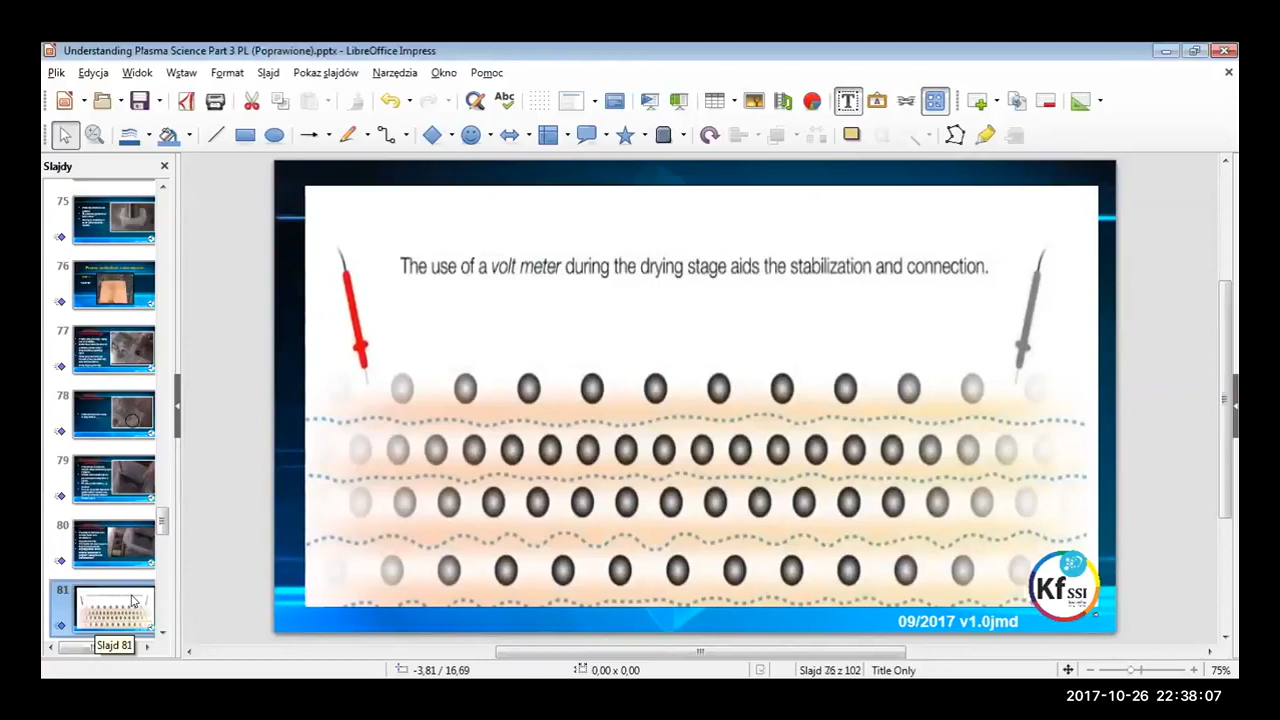 Understanding Plasma Science Part 3 PL (Poprawione).pptx - LibreOffice Impress
Plik Edycja Widok Wstaw Format Slajd Pokaz slajdów Narzędzia Okno Pomoc
Abc
Slajdy
75
76
77
78
79
80
81
Slajd 81
The use of a volt meter during the drying stage aids the stabilization and connection.
Kf SSI
09/2017 v1.0jmd
-3,81 / 16,69 0,00 x 0,00 Slajd 76 z 102 Title Only 75%
2017-10-26 22:38:07